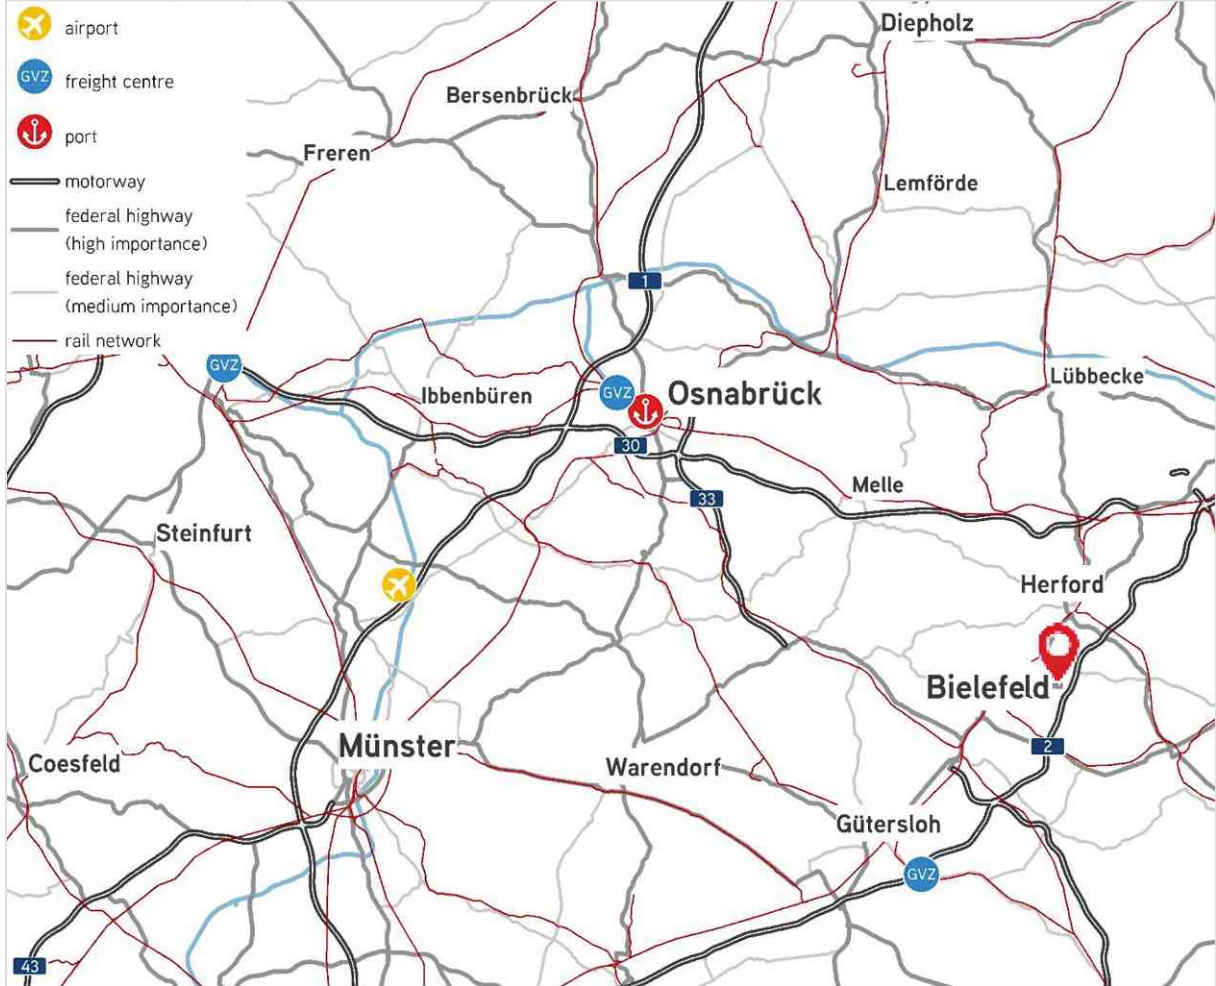 airport
GVZ
freight centre
port
motorway
federal highway
(high importance)
federal highway
(medium importance)
rail network
Diepholz
Bersenbrück
Freren
Lemförde
1
GVZ
GVZ
Ibbenbüren
Osnabrück
Lübbecke
30
33
Melle
Steinfurt
Herford
Bielefeld
Münster
2
Coesfeld
Warendorf
Gütersloh
GVZ
43